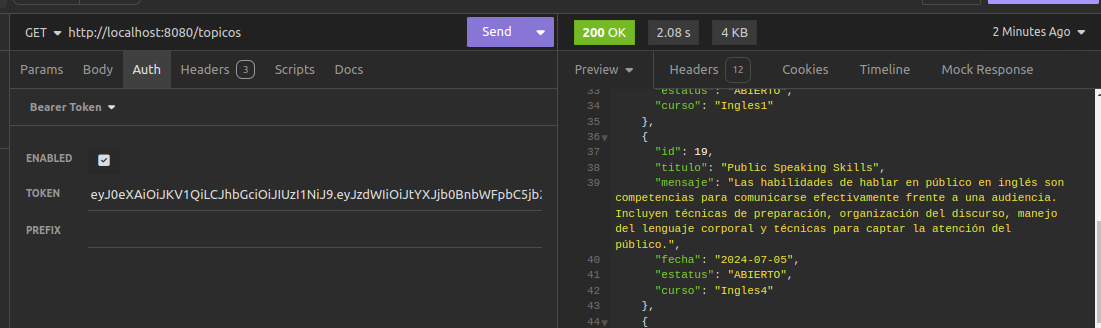 GET http://localhost:8080/topicos Send
200 OK 2.08 s 4 KB 2 Minutes Ago
Params Body Auth Headers 3 Scripts Docs
Preview Headers 12 Cookies Timeline Mock Response
Bearer Token
ENABLED
TOKEN eyJ0eXAiOiJKV1QiLCJhbGciOiJIUzI1NiJ9.eyJzdWIiOiJtYXJjb0BnbWFpbC5jb2
PREFIX
33 "estatus": "ABIERTO",
34 "curso": "Ingles1"
35 },
36 {
37 "id": 19,
38 "titulo": "Public Speaking Skills",
39 "mensaje": "Las habilidades de hablar en público en inglés son
competencias para comunicarse efectivamente frente a una audiencia.
Incluyen técnicas de preparación, organización del discurso, manejo
del lenguaje corporal y técnicas para captar la atención del
público.",
40 "fecha": "2024-07-05",
41 "estatus": "ABIERTO",
42 "curso": "Ingles4"
43 },
44 {